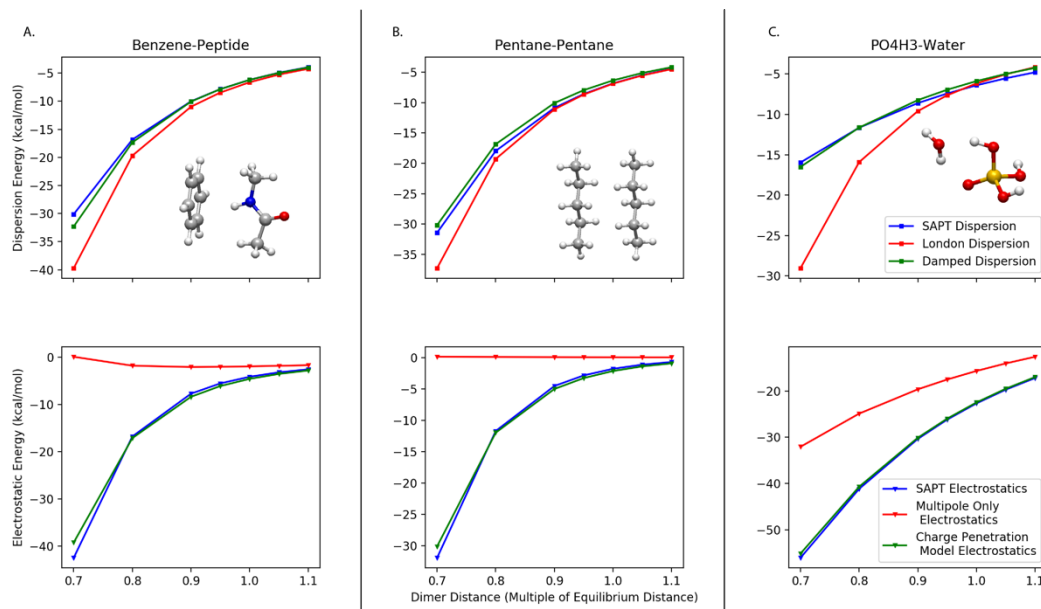 A.
Benzene-Peptide
B.
Pentane-Pentane
C.
PO4H3-Water
Dispersion Energy (kcal/mol)
−5
−10
−15
−20
−25
−30
−35
−40
−5
−10
−15
−20
−25
−30
−35
−5
−10
−15
−20
−25
−30
SAPT Dispersion
London Dispersion
Damped Dispersion
Electrostatic Energy (kcal/mol)
0
−10
−20
−30
−40
0
−5
−10
−15
−20
−25
−30
−20
−30
−40
−50
SAPT Electrostatics
Multipole Only
Electrostatics
Charge Penetration
Model Electrostatics
0.7 0.8 0.9 1.0 1.1
0.7 0.8 0.9 1.0 1.1
0.7 0.8 0.9 1.0 1.1
Dimer Distance (Multiple of Equilibrium Distance)